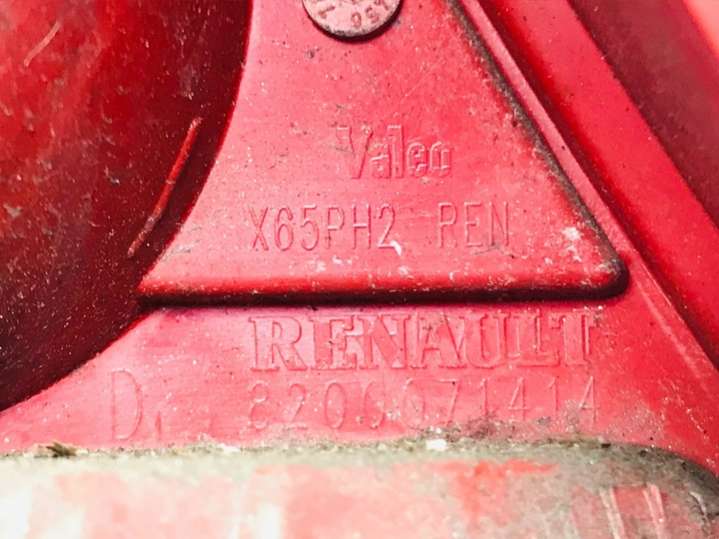 Valeo
X65PH2 REN
RENAULT
D 8200071414